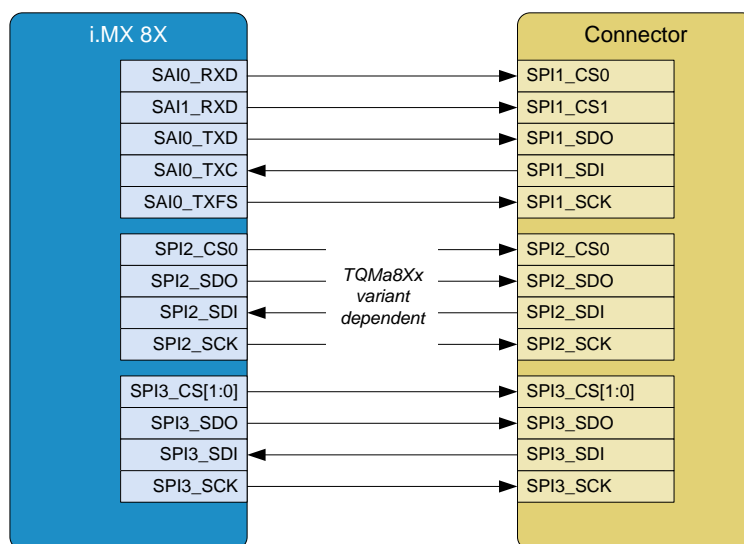 i.MX 8X
Connector
SAI0_RXD
SPI1_CS0
SAI1_RXD
SPI1_CS1
SAI0_TXD
SPI1_SDO
SAI0_TXC
SPI1_SDI
SAI0_TXFS
SPI1_SCK
SPI2_CS0
SPI2_CS0
SPI2_SDO
SPI2_SDO
SPI2_SDI
SPI2_SDI
SPI2_SCK
SPI2_SCK
TQMa8Xx
variant
dependent
SPI3_CS[1:0]
SPI3_CS[1:0]
SPI3_SDO
SPI3_SDO
SPI3_SDI
SPI3_SDI
SPI3_SCK
SPI3_SCK